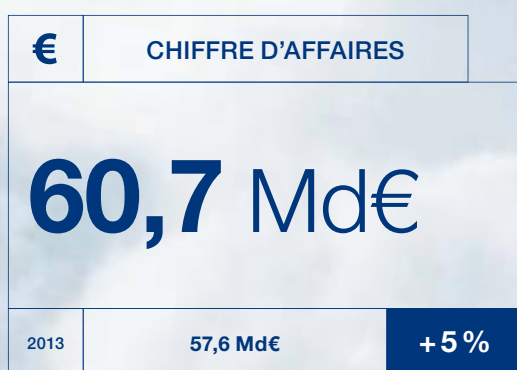 € CHIFFRE D'AFFAIRES
60,7 Md€
2013 57,6 Md€ +5%